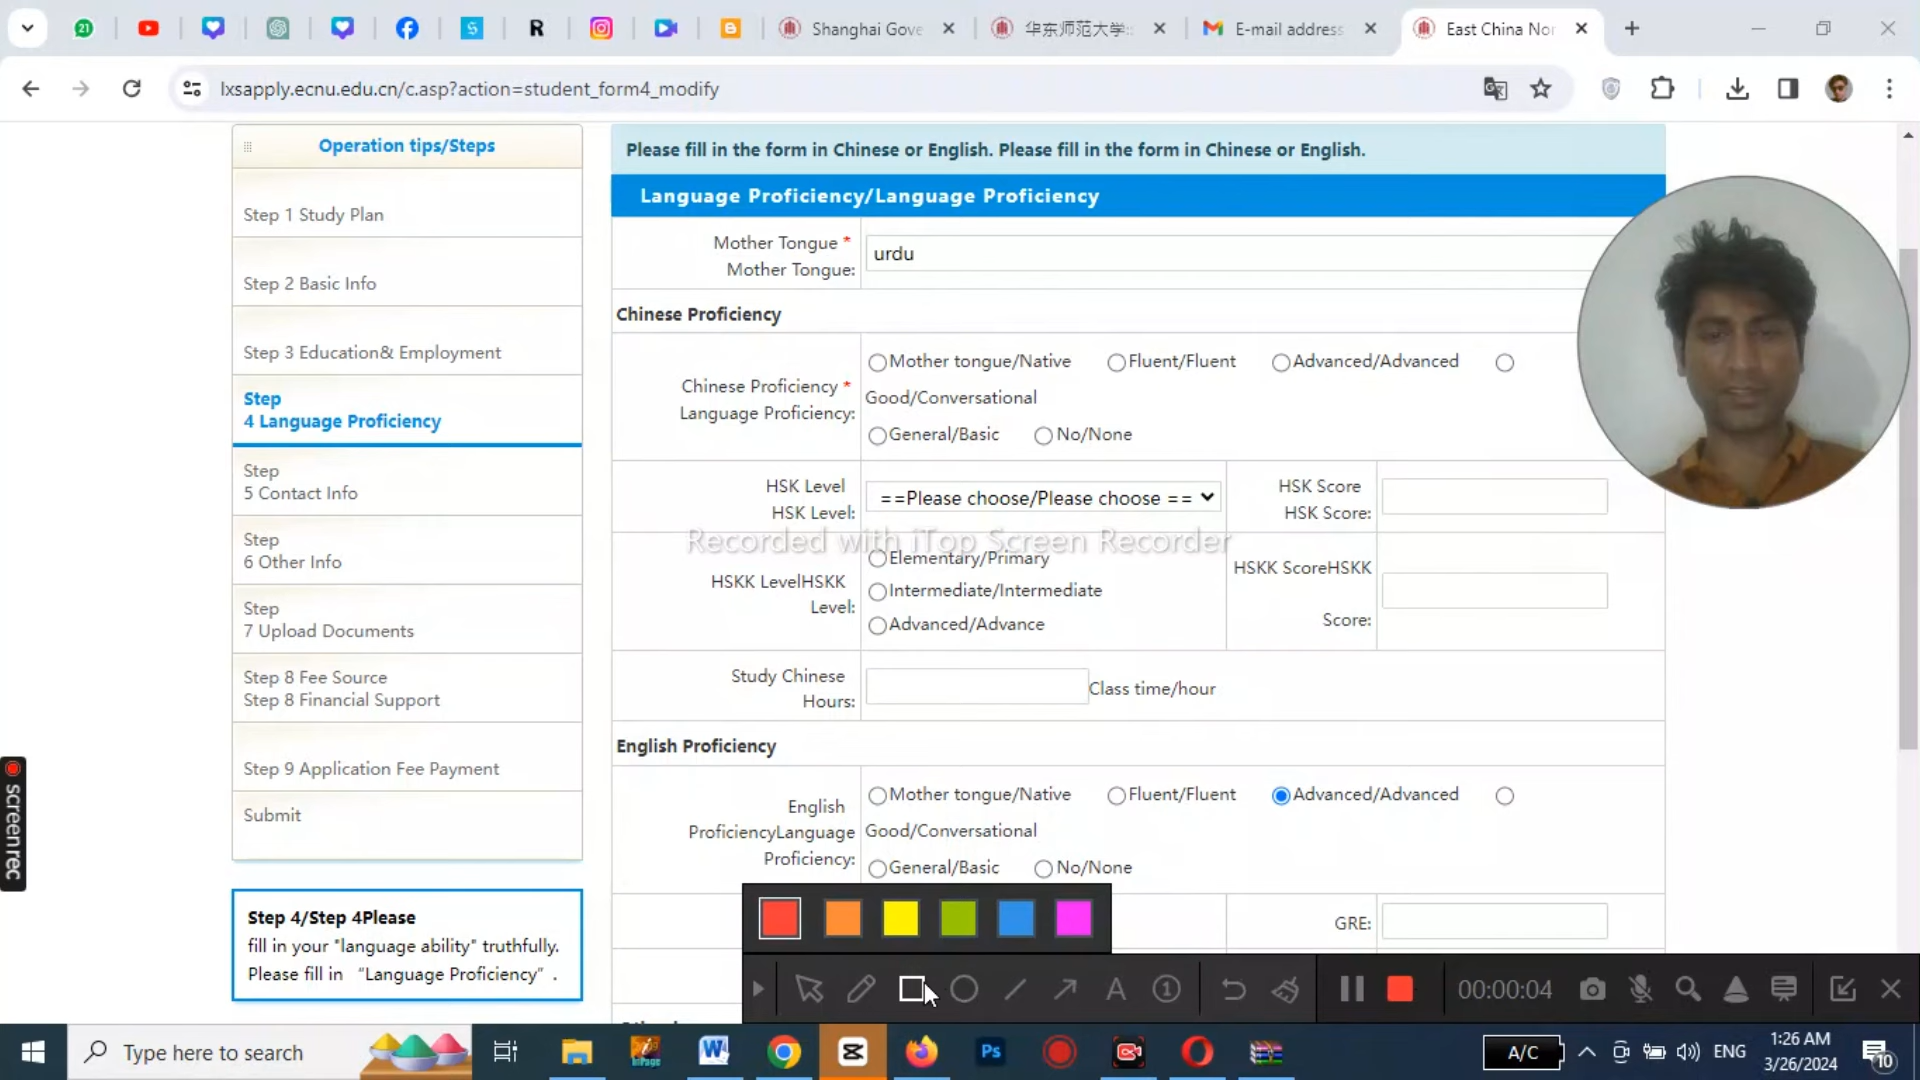 21
Shanghai Gove
华东师范大学
E-mail address
East China Nor
lxsapply.ecnu.edu.cn/c.asp?action=student_form4_modify
Operation tips/Steps
Step 1 Study Plan
Step 2 Basic Info
Step 3 Education& Employment
Step
4 Language Proficiency
Step
5 Contact Info
Step
6 Other Info
Step
7 Upload Documents
Step 8 Fee Source
Step 8 Financial Support
Step 9 Application Fee Payment
Submit
Step 4/Step 4Please
fill in your "language ability" truthfully.
Please fill in “Language Proficiency” .
Please fill in the form in Chinese or English. Please fill in the form in Chinese or English.
Language Proficiency/Language Proficiency
Mother Tongue *
Mother Tongue:
urdu
Chinese Proficiency
Chinese Proficiency *
Language Proficiency:
Mother tongue/Native Fluent/Fluent Advanced/Advanced
Good/Conversational
General/Basic No/None
HSK Level
HSK Level:
==Please choose/Please choose ==
HSK Score
HSK Score:
Recorded with iTop Screen Recorder
HSKK LevelHSKK
Level:
Elementary/Primary
Intermediate/Intermediate
Advanced/Advance
HSKK ScoreHSKK
Score:
Study Chinese
Hours:
Class time/hour
English Proficiency
English
ProficiencyLanguage
Proficiency:
Mother tongue/Native Fluent/Fluent Advanced/Advanced
Good/Conversational
General/Basic No/None
GRE:
00:00:04
screenrec
Type here to search
A/C
ENG
1:26 AM
3/26/2024
10